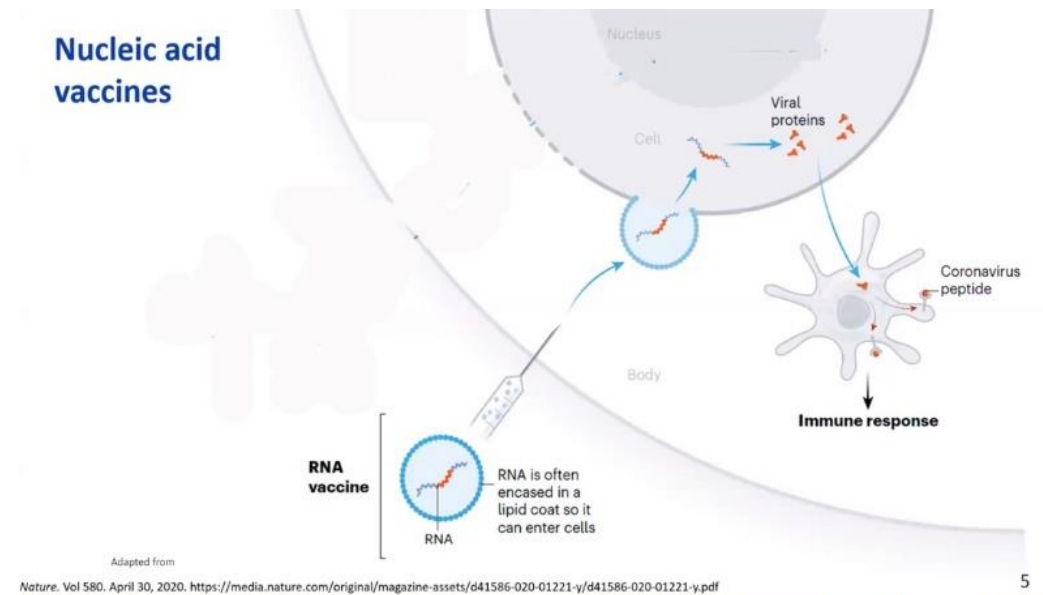 Nucleic acid
vaccines
Nucleus
Viral
proteins
Cell
Coronavirus
peptide
Body
Immune response
RNA
vaccine
RNA is often
encased in a
lipid coat so it
can enter cells
RNA
Adapted from
Nature. Vol 580. April 30, 2020. https://media.nature.com/original/magazine-assets/d41586-020-01221-y/d41586-020-01221-y.pdf
5